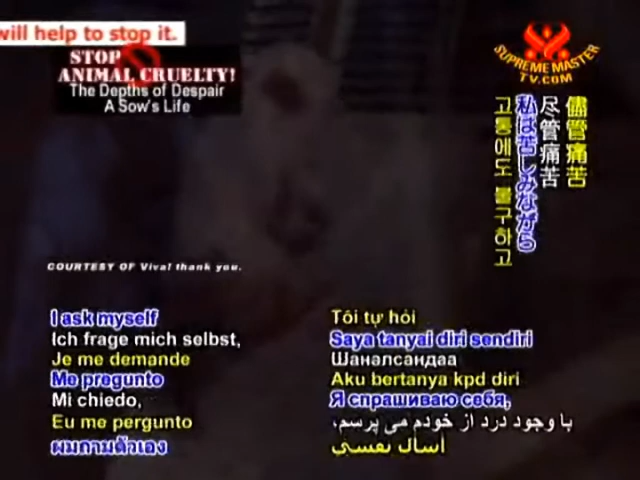 will help to stop it.
STOP
ANIMAL CRUELTY!
The Depths of Despair
A Sow's Life
SUPREME MASTER
TV.COM
儘管痛苦
尽管痛苦
私は苦しみながら
고통에도 불구하고
COURTESY OF Viva! thank you.
I ask myself
Ich frage mich selbst,
Je me demande
Me pregunto
Mi chiedo,
Eu me pergunto
ผมถามตัวเอง
Tôi tự hỏi
Saya tanyai diri sendiri
Шанәлсандаа
Aku bertanya kpd diri
Я спрашиваю себя,
با وجود درد از خودم می پرسم،
أسأل نفسي